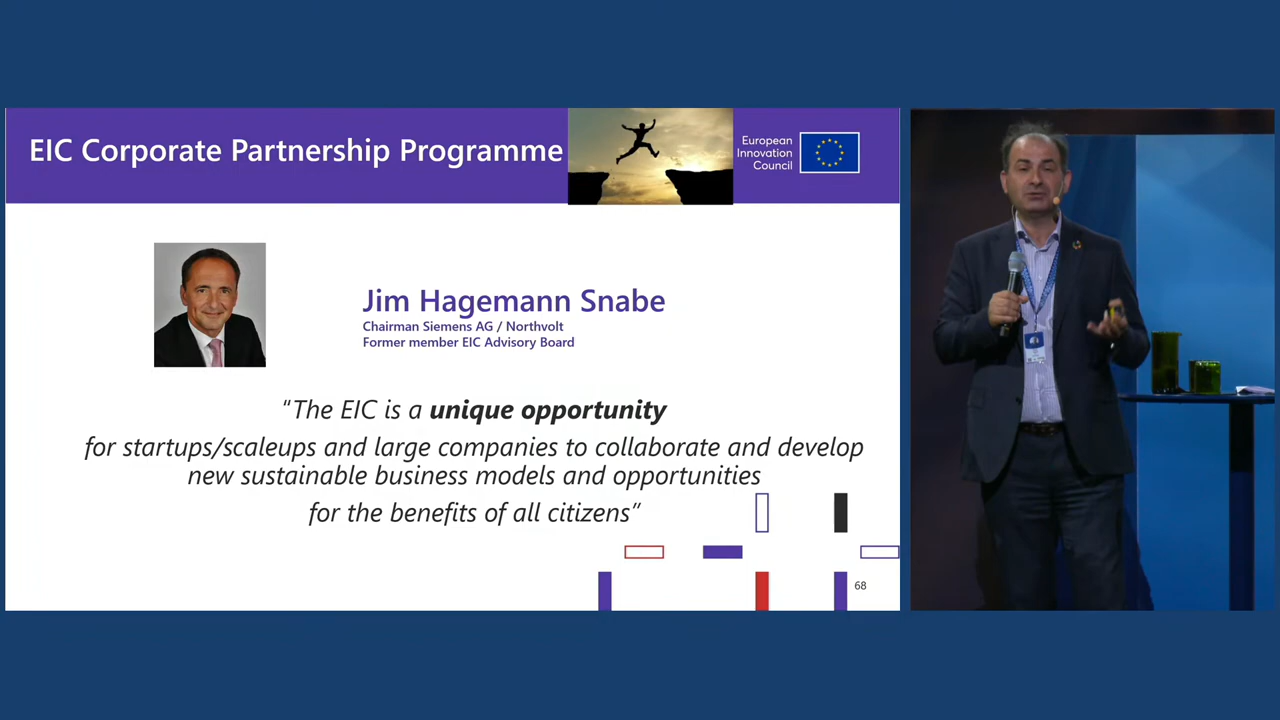 EIC Corporate Partnership Programme
European
Innovation
Council
Jim Hagemann Snabe
Chairman Siemens AG / Northvolt
Former member EIC Advisory Board
"The EIC is a unique opportunity
for startups/scaleups and large companies to collaborate and develop
new sustainable business models and opportunities
for the benefits of all citizens"
68